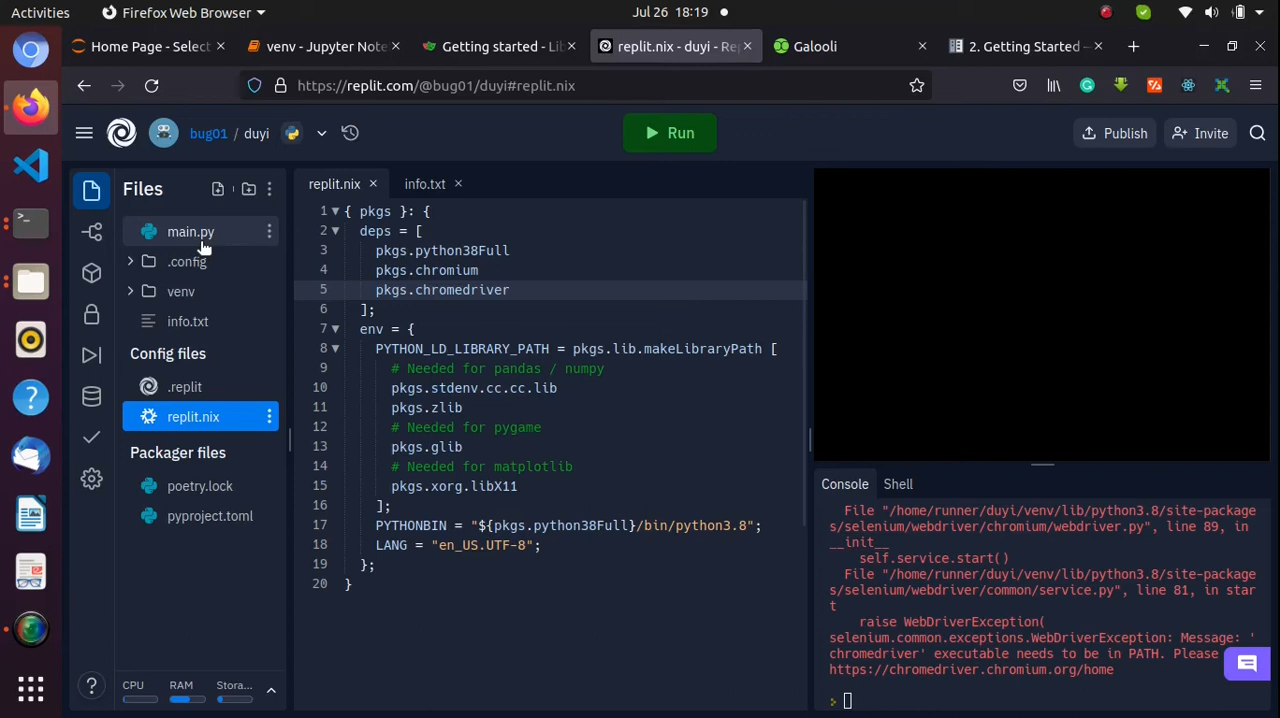 Activities
Firefox Web Browser
Jul 26 18:19
Home Page - Select
venv - Jupyter Note
Getting started - Lib
replit.nix - duyi - Rep
Galooli
2. Getting Started —
https://replit.com/@bug01/duyi#replit.nix
bug01 / duyi
Run
Publish
Invite
Files
main.py
.config
venv
info.txt
Config files
.replit
replit.nix
Packager files
poetry.lock
pyproject.toml
CPU
RAM
Stora...
replit.nix
info.txt
1 { pkgs }: {
2 deps = [
3 pkgs.python38Full
4 pkgs.chromium
5 pkgs.chromedriver
6 ];
7 env = {
8 PYTHON_LD_LIBRARY_PATH = pkgs.lib.makeLibraryPath [
9 # Needed for pandas / numpy
10 pkgs.stdenv.cc.cc.lib
11 pkgs.zlib
12 # Needed for pygame
13 pkgs.glib
14 # Needed for matplotlib
15 pkgs.xorg.libX11
16 ];
17 PYTHONBIN = "${pkgs.python38Full}/bin/python3.8";
18 LANG = "en_US.UTF-8";
19 };
20 }
Console
Shell
File "/home/runner/duyi/venv/lib/python3.8/site-package
s/selenium/webdriver/chromium/webdriver.py", line 89, in
__init__
self.service.start()
File "/home/runner/duyi/venv/lib/python3.8/site-package
s/selenium/webdriver/common/service.py", line 81, in star
t
raise WebDriverException(
selenium.common.exceptions.WebDriverException: Message: '
chromedriver' executable needs to be in PATH. Please
https://chromedriver.chromium.org/home
>